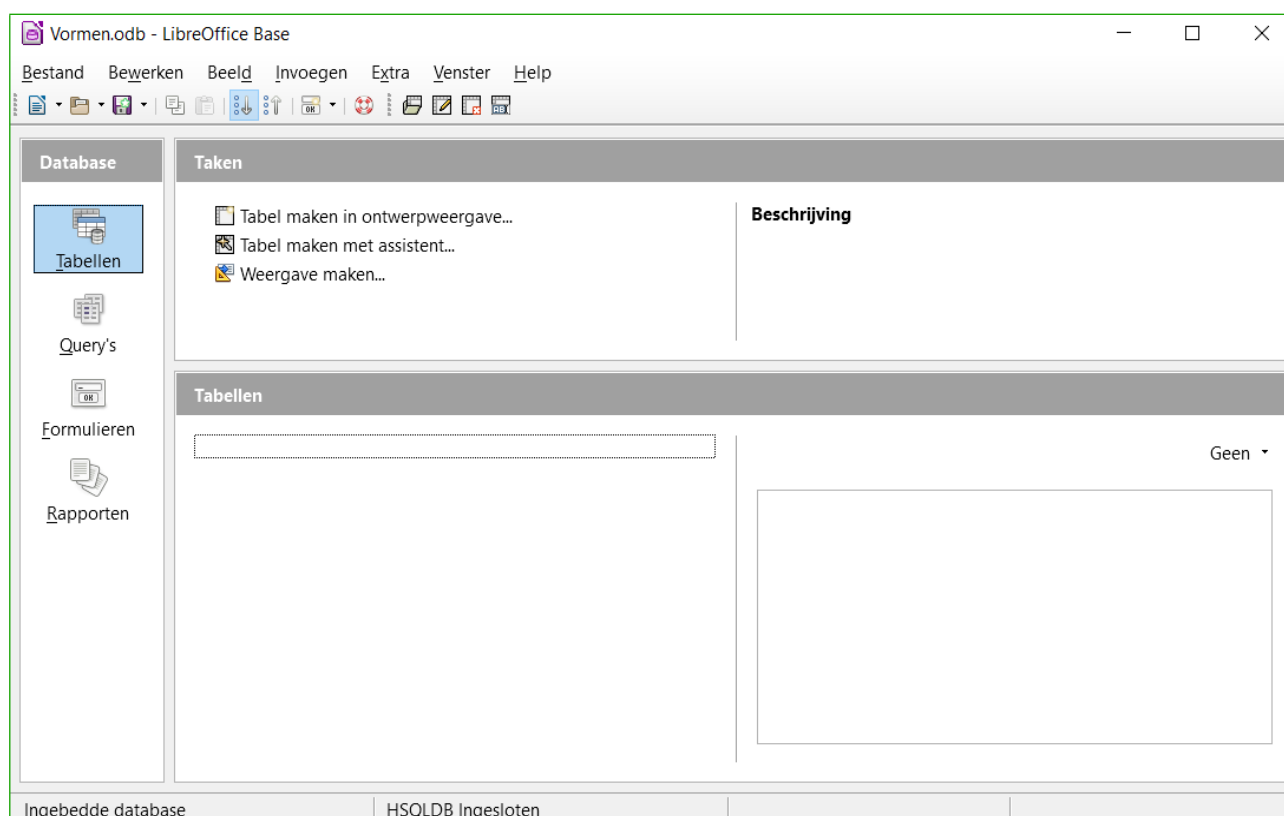 Vormen.odb - LibreOffice Base
Bestand Bewerken Beeld Invoegen Extra Venster Help
Database
Taken
Tabellen
Query's
Formulieren
Rapporten
Tabel maken in ontwerpweergave...
Tabel maken met assistent...
Weergave maken...
Beschrijving
Tabellen
Geen
Ingebedde database
HSQLDB Ingesloten